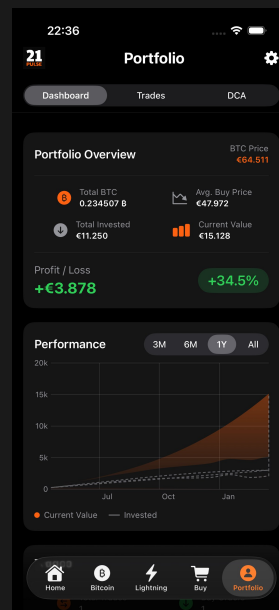 22:36
21
PULSE
Portfolio
Dashboard
Trades
DCA
Portfolio Overview
BTC Price
€64.511
Total BTC
0.234507 ₿
Avg. Buy Price
€47.972
Total Invested
€11.250
Current Value
€15.128
Profit / Loss
+€3.878
+34.5%
Performance
3M
6M
1Y
All
20k
15k
10k
5k
0
Jul
Oct
Jan
Current Value
Invested
Home
Bitcoin
Lightning
Buy
Portfolio